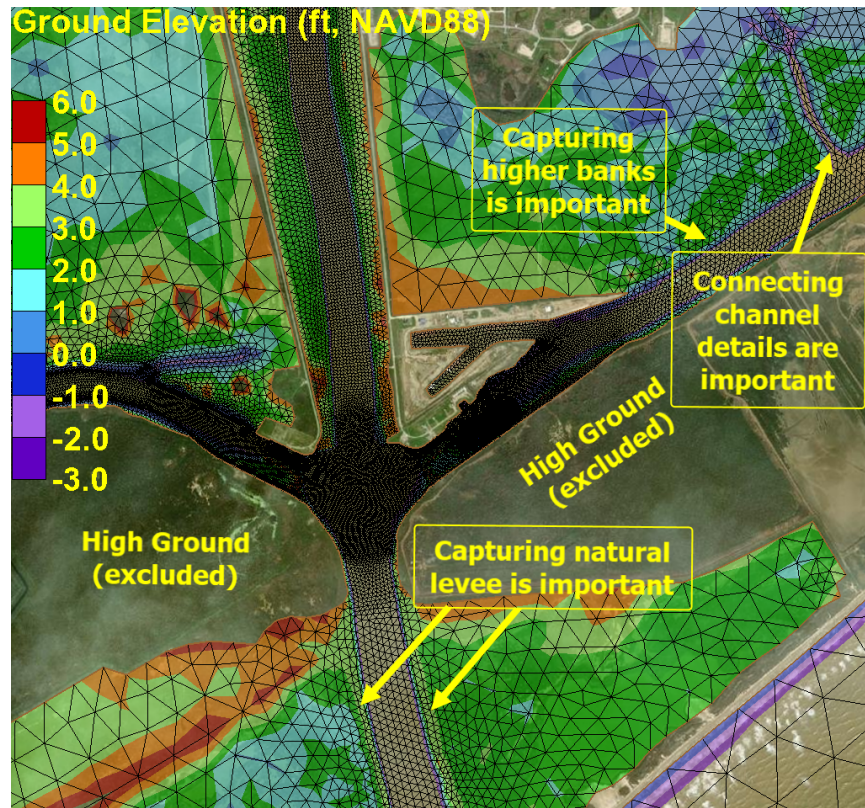 Ground Elevation (ft, NAVD88)
6.0
5.0
4.0
3.0
2.0
1.0
0.0
-1.0
-2.0
-3.0
Capturing
higher banks
is important
Connecting
channel
details are
important
High Ground
(excluded)
High Ground
(excluded)
Capturing natural
levee is important